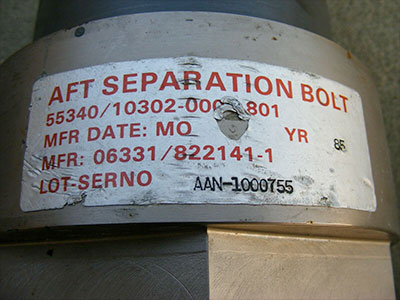 AFT SEPARATION BOLT
55340/10302-000 801
MFR DATE: MO YR 85
MFR: 06331/822141-1
LOT-SERNO AAN-1000755